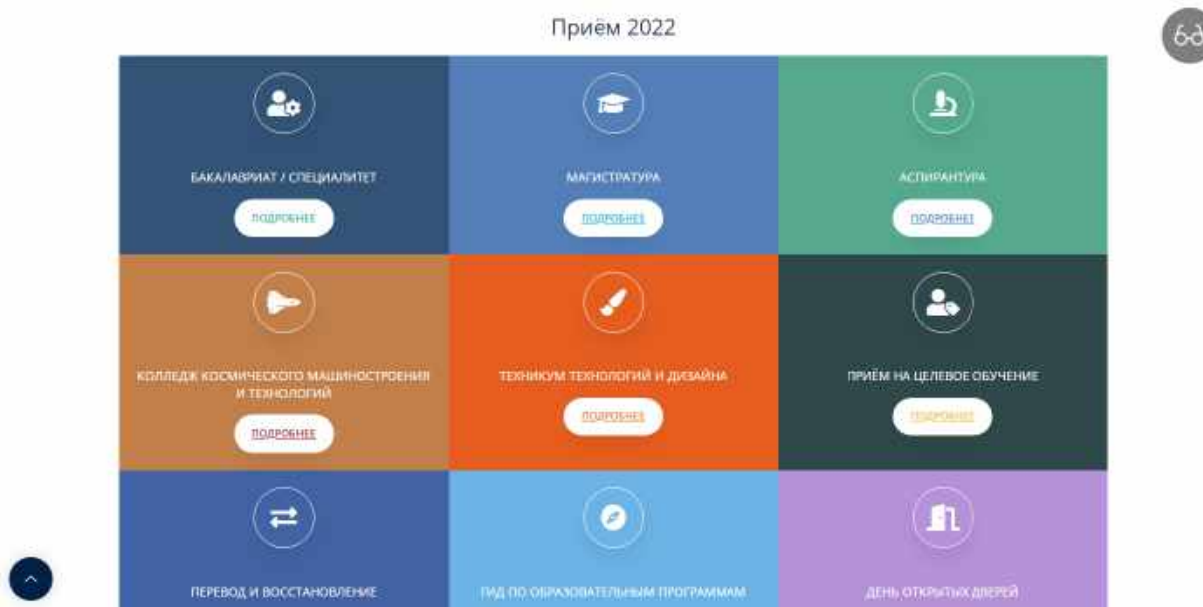 Приём 2022
БАКАЛАВРИАТ / СПЕЦИАЛИТЕТ
ПОДРОБНЕЕ
МАГИСТРАТУРА
ПОДРОБНЕЕ
АСПИРАНТУРА
ПОДРОБНЕЕ
КОЛЛЕДЖ КОСМИЧЕСКОГО МАШИНОСТРОЕНИЯ
И ТЕХНОЛОГИЙ
ПОДРОБНЕЕ
ТЕХНИКУМ ТЕХНОЛОГИЙ И ДИЗАЙНА
ПОДРОБНЕЕ
ПРИЁМ НА ЦЕЛЕВОЕ ОБУЧЕНИЕ
ПОДРОБНЕЕ
ПЕРЕВОД И ВОССТАНОВЛЕНИЕ
ГИД ПО ОБРАЗОВАТЕЛЬНЫМ ПРОГРАММАМ
ДЕНЬ ОТКРЫТЫХ ДВЕРЕЙ